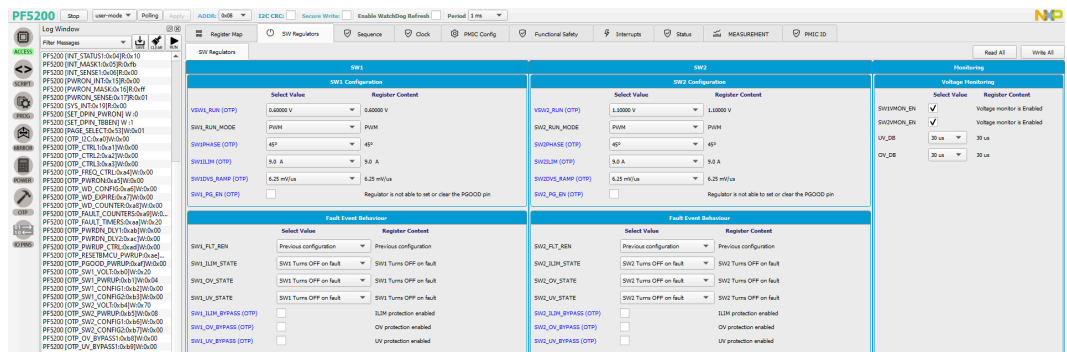 PF5200 Stop user-mode Polling Apply ADDR: 0x08 I2C CRC: Secure Write: Enable WatchDog Refresh Period 1 ms NXP
Log Window
Filter Messages SAVE CLEAR RUN
Register Map SW Regulators Sequence Clock PMIC Config Functional Safety Interrupts Status MEASUREMENT PMIC ID
SW Regulators Read All Write All
ACCESS
SCRIPT
PROG
MIRROR
POWER
OTP
IO PINS
PF5200 [INT_STATUS1:0x04]R:0x10
PF5200 [INT_MASK1:0x05]R:0xfb
PF5200 [INT_SENSE1:0x06]R:0x00
PF5200 [PWRON_INT:0x15]R:0x00
PF5200 [PWRON_MASK:0x16]R:0xff
PF5200 [PWRON_SENSE:0x17]R:0x01
PF5200 [SYS_INT:0x19]R:0x00
PF5200 [SET_DPIN_PWRON] W :0
PF5200 [SET_DPIN_TBBEN] W :1
PF5200 [PAGE_SELECT:0x53]W:0x01
PF5200 [OTP_I2C:0xa0]W:0x00
PF5200 [OTP_CTRL1:0xa1]W:0x00
PF5200 [OTP_CTRL2:0xa2]W:0x00
PF5200 [OTP_CTRL3:0xa3]W:0x00
PF5200 [OTP_FREQ_CTRL:0xa4]W:0x00
PF5200 [OTP_PWRON:0xa5]W:0x00
PF5200 [OTP_WD_CONFIG:0xa6]W:0x00
PF5200 [OTP_WD_EXPIRE:0xa7]W:0x00
PF5200 [OTP_WD_COUNTER:0xa8]W:0x00
PF5200 [OTP_FAULT_COUNTERS:0xa9]W:0...
PF5200 [OTP_FAULT_TIMERS:0xaa]W:0x20
PF5200 [OTP_PWRDN_DLY1:0xab]W:0x00
PF5200 [OTP_PWRDN_DLY2:0xac]W:0x00
PF5200 [OTP_PWRUP_CTRL:0xad]W:0x00
PF5200 [OTP_RESETBMCU_PWRUP:0xae]...
PF5200 [OTP_PGOOD_PWRUP:0xaf]W:0x00
PF5200 [OTP_SW1_VOLT:0xb0]W:0x20
PF5200 [OTP_SW1_PWRUP:0xb1]W:0x04
PF5200 [OTP_SW1_CONFIG1:0xb2]W:0x00
PF5200 [OTP_SW1_CONFIG2:0xb3]W:0x00
PF5200 [OTP_SW2_VOLT:0xb4]W:0x70
PF5200 [OTP_SW2_PWRUP:0xb5]W:0x08
PF5200 [OTP_SW2_CONFIG1:0xb6]W:0x00
PF5200 [OTP_SW2_CONFIG2:0xb7]W:0x00
PF5200 [OTP_OV_BYPASS1:0xb8]W:0x00
PF5200 [OTP_UV_BYPASS1:0xb9]W:0x00
SW1
SW1 Configuration
Select Value Register Content
VSW1_RUN (OTP) 0.60000 V 0.60000 V
SW1_RUN_MODE PWM PWM
SW1PHASE (OTP) 45° 45°
SW1ILIM (OTP) 9.0 A 9.0 A
SW1DVS_RAMP (OTP) 6.25 mV/us 6.25 mV/us
SW1_PG_EN (OTP) Regulator is not able to set or clear the PGOOD pin
Fault Event Behaviour
Select Value Register Content
SW1_FLT_REN Previous configuration Previous configuration
SW1_ILIM_STATE SW1 Turns OFF on fault SW1 Turns OFF on fault
SW1_OV_STATE SW1 Turns OFF on fault SW1 Turns OFF on fault
SW1_UV_STATE SW1 Turns OFF on fault SW1 Turns OFF on fault
SW1_ILIM_BYPASS (OTP) ILIM protection enabled
SW1_OV_BYPASS (OTP) OV protection enabled
SW1_UV_BYPASS (OTP) UV protection enabled
SW2
SW2 Configuration
Select Value Register Content
VSW2_RUN (OTP) 1.10000 V 1.10000 V
SW2_RUN_MODE PWM PWM
SW2PHASE (OTP) 45° 45°
SW2ILIM (OTP) 9.0 A 9.0 A
SW2DVS_RAMP (OTP) 6.25 mV/us 6.25 mV/us
SW2_PG_EN (OTP) Regulator is not able to set or clear the PGOOD pin
Fault Event Behaviour
Select Value Register Content
SW2_FLT_REN Previous configuration Previous configuration
SW2_ILIM_STATE SW2 Turns OFF on fault SW2 Turns OFF on fault
SW2_OV_STATE SW2 Turns OFF on fault SW2 Turns OFF on fault
SW2_UV_STATE SW2 Turns OFF on fault SW2 Turns OFF on fault
SW2_ILIM_BYPASS (OTP) ILIM protection enabled
SW2_OV_BYPASS (OTP) OV protection enabled
SW2_UV_BYPASS (OTP) UV protection enabled
Monitoring
Voltage Monitoring
Select Value Register Content
SW1VMON_EN Voltage monitor is Enabled
SW2VMON_EN Voltage monitor is Enabled
UV_DB 30 us 30 us
OV_DB 30 us 30 us